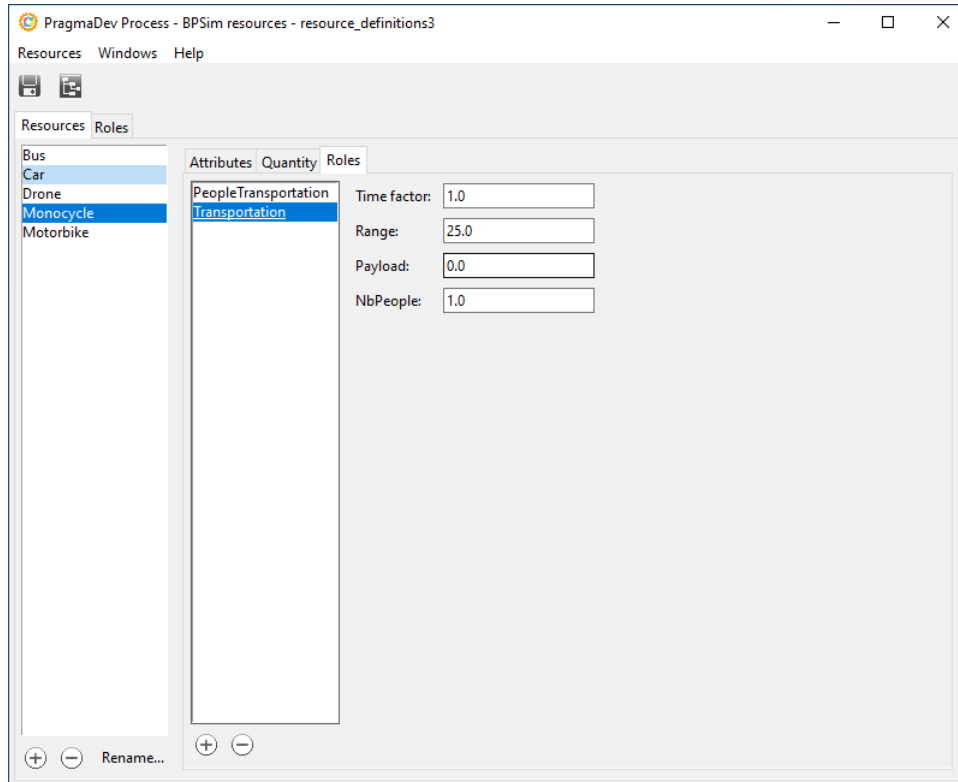 PragmaDev Process - BPSim resources - resource_definitions3
Resources Windows Help
Resources Roles
Bus
Car
Drone
Monocycle
Motorbike
Attributes Quantity Roles
PeopleTransportation
Transportation
Time factor: 1.0
Range: 25.0
Payload: 0.0
NbPeople: 1.0
Rename...